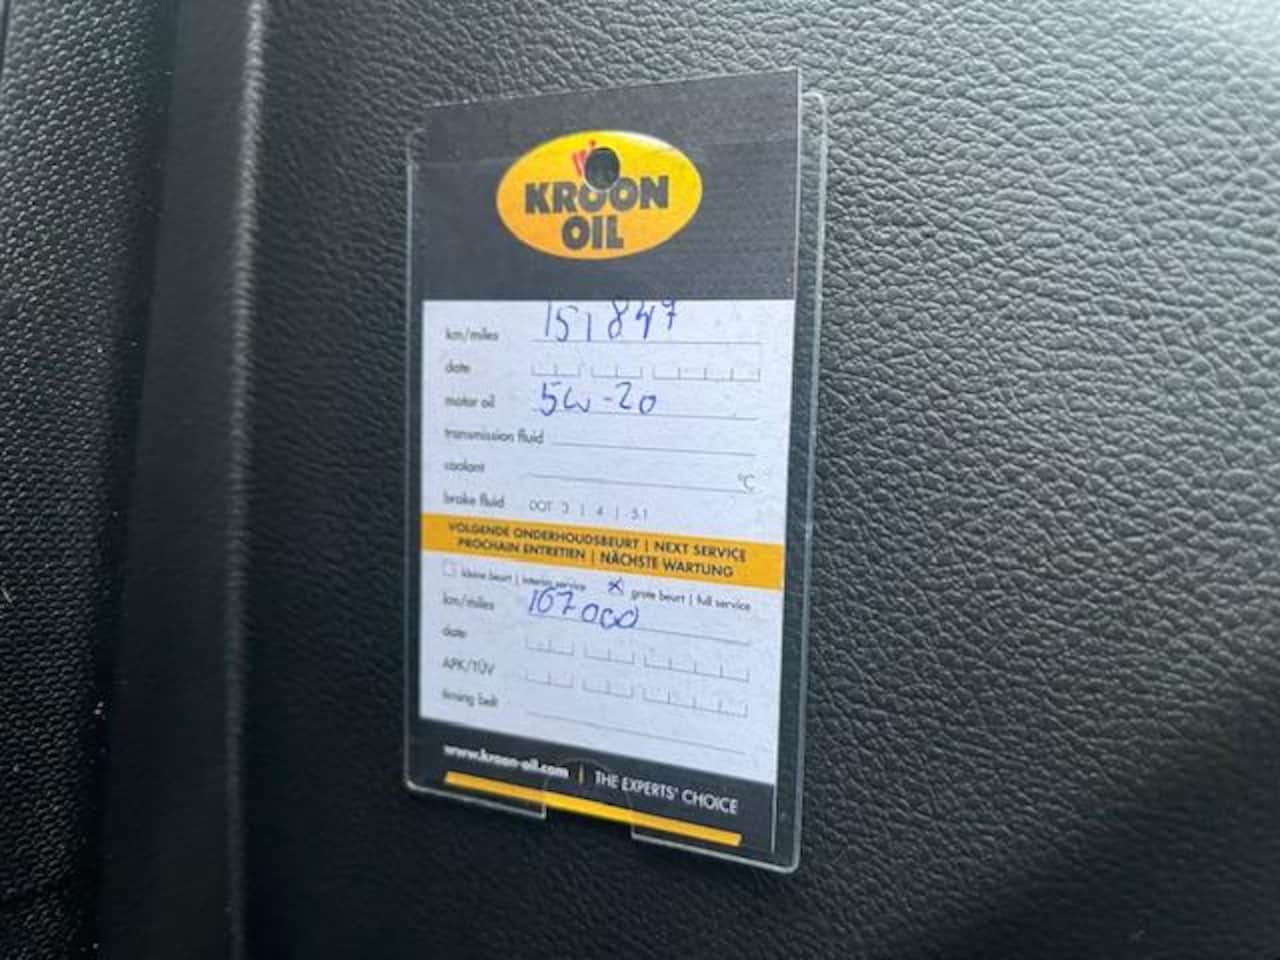 KROON
OIL
km/miles 151847
date
motor oil 5W-20
transmission fluid
coolant °C
brake fluid DOT 3 | 4 | 5.1
VOLGENDE ONDERHOUDSBEURT | NEXT SERVICE
PROCHAIN ENTRETIEN | NÄCHSTE WARTUNG
kleine beurt | interim service X grote beurt | full service
km/miles 167000
date
APK/TÜV
timing belt
www.kroon-oil.com | THE EXPERTS' CHOICE